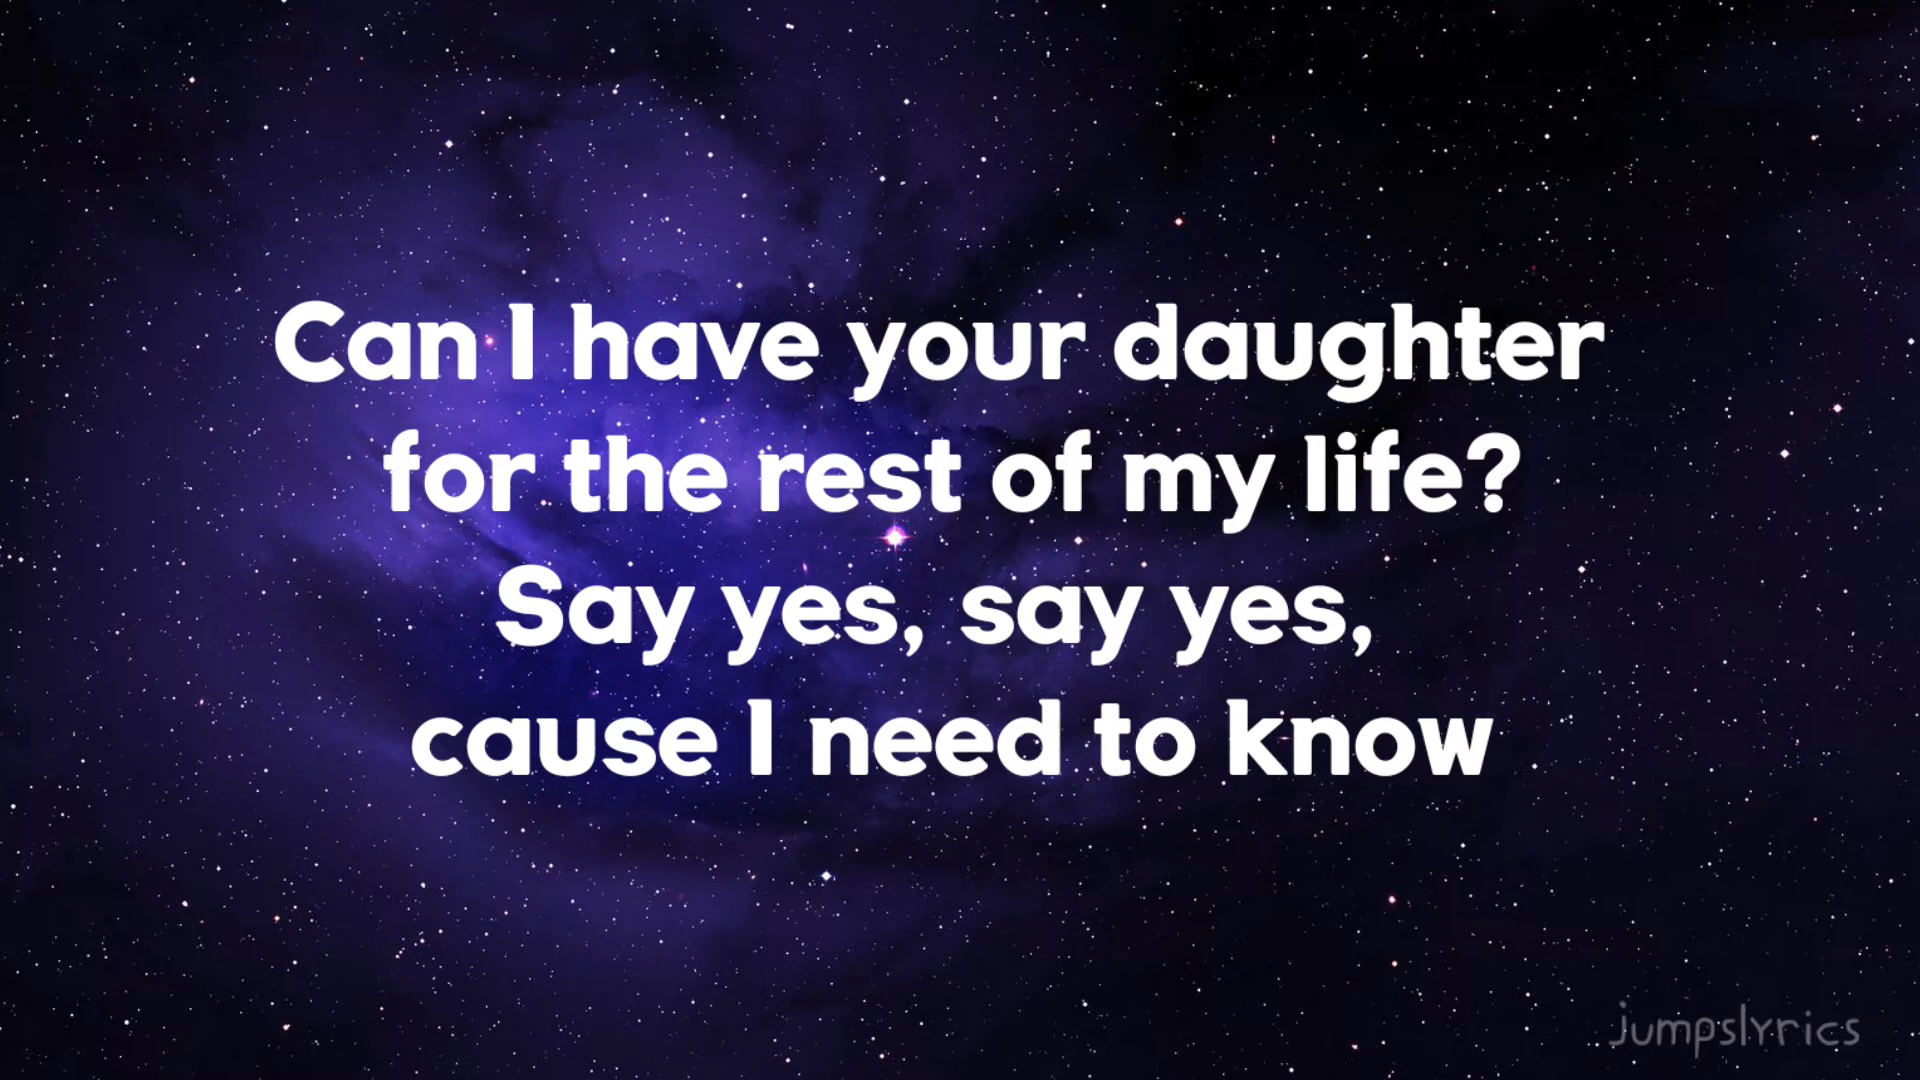 Can I have your daughter
for the rest of my life?
Say yes, say yes,
cause I need to know
jumpslyrics